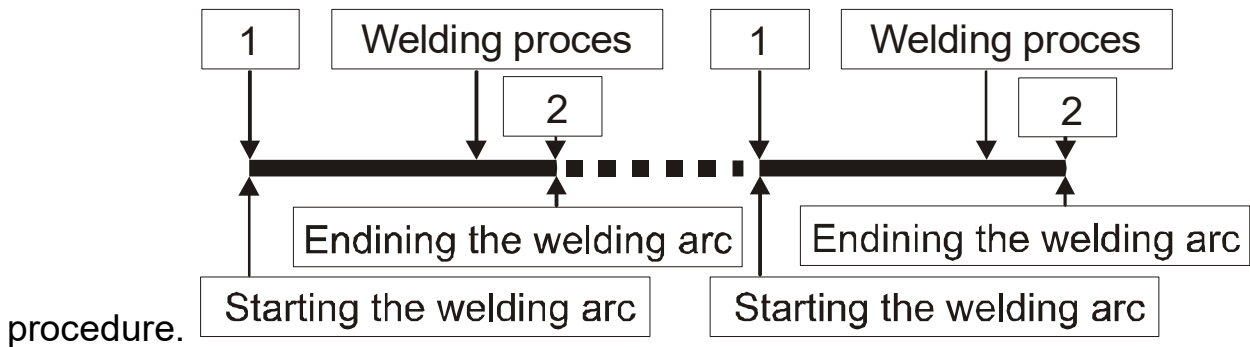 1 Welding proces 1 Welding proces
2 2
Endining the welding arc Endining the welding arc
procedure. Starting the welding arc Starting the welding arc